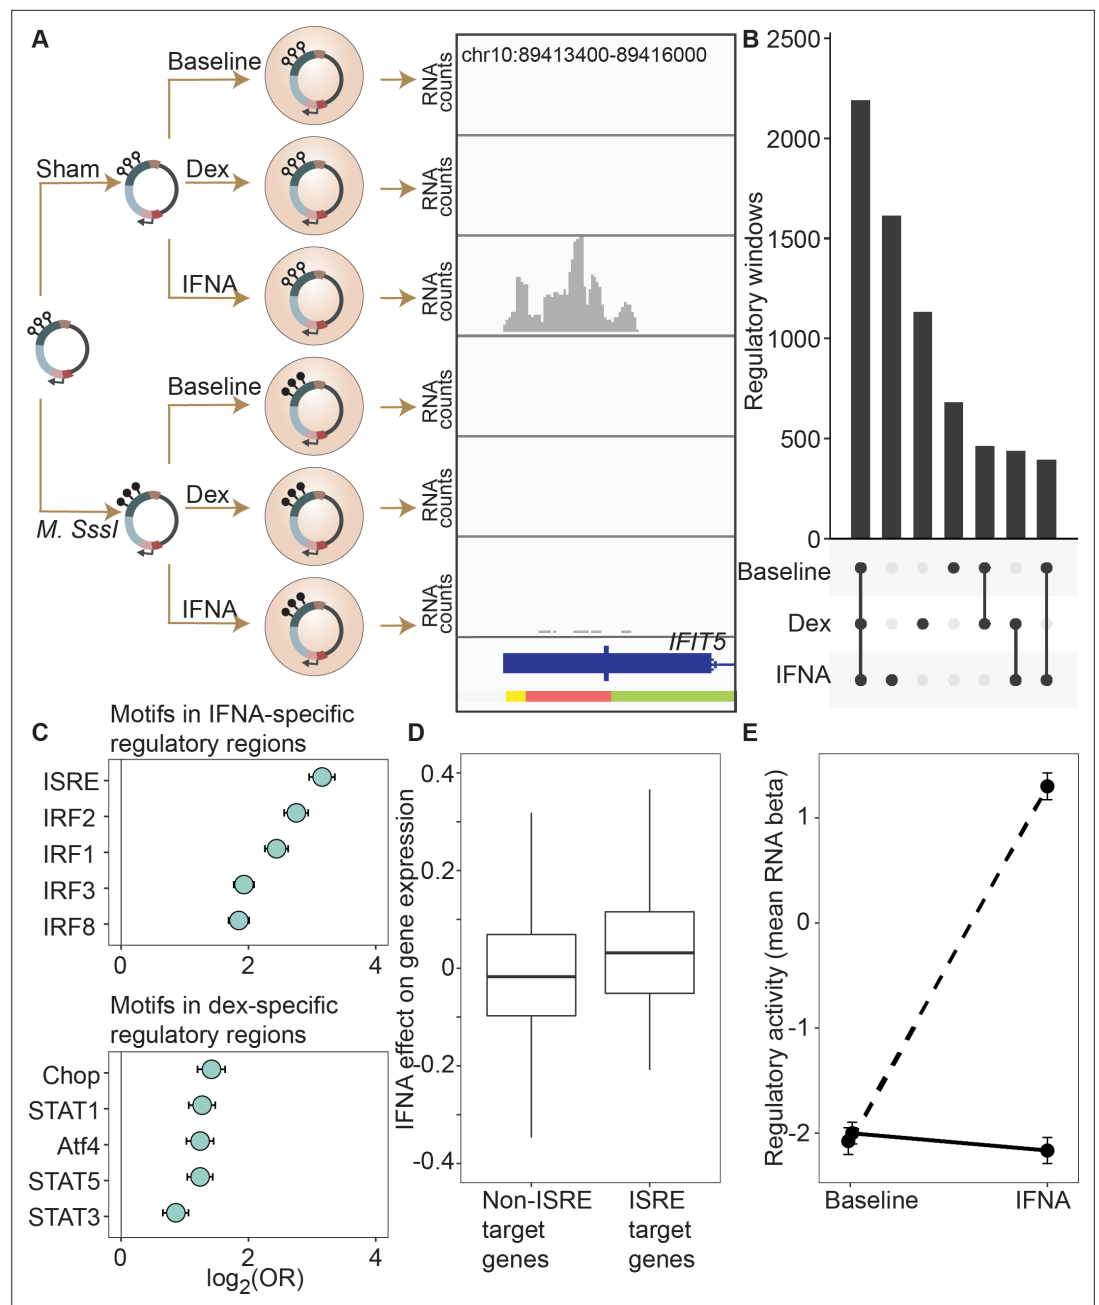 A
Baseline
Sham
Dex
IFNA
Baseline
M. SssI
Dex
IFNA
RNA
counts
RNA
counts
RNA
counts
RNA
counts
RNA
counts
RNA
counts
chr10:89413400-89416000
IFIT5
B
Regulatory windows
2500
2000
1500
1000
500
0
Baseline
Dex
IFNA
C
Motifs in IFNA-specific
regulatory regions
ISRE
IRF2
IRF1
IRF3
IRF8
0 2 4
Motifs in dex-specific
regulatory regions
Chop
STAT1
Atf4
STAT5
STAT3
0 2 4
log2(OR)
D
IFNA effect on gene expression
0.4
0.2
0
-0.2
-0.4
Non-ISRE
target
genes
ISRE
target
genes
E
Regulatory activity (mean RNA beta)
1
0
-1
-2
Baseline
IFNA